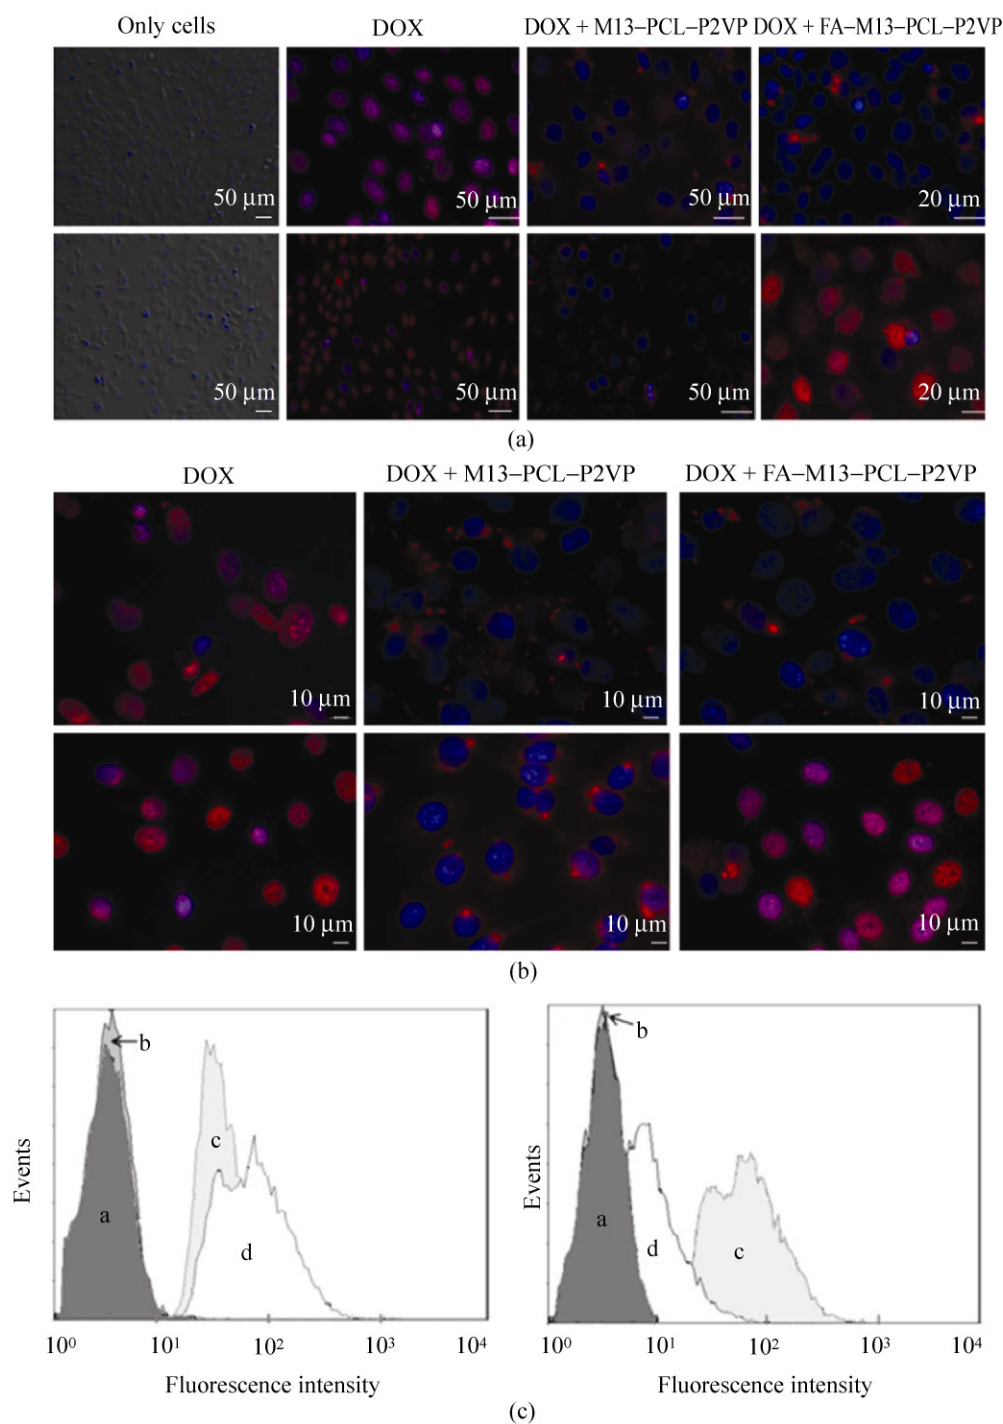 Only cells DOX DOX + M13–PCL–P2VP DOX + FA–M13–PCL–P2VP
50 μm 50 μm 50 μm 20 μm
50 μm 50 μm 50 μm 20 μm
(a)
DOX DOX + M13–PCL–P2VP DOX + FA–M13–PCL–P2VP
10 μm 10 μm 10 μm
10 μm 10 μm 10 μm
(b)
Events
b
c
a
d
10⁰ 10¹ 10² 10³ 10⁴
Fluorescence intensity
Events
b
a
d
c
10⁰ 10¹ 10² 10³ 10⁴
Fluorescence intensity
(c)